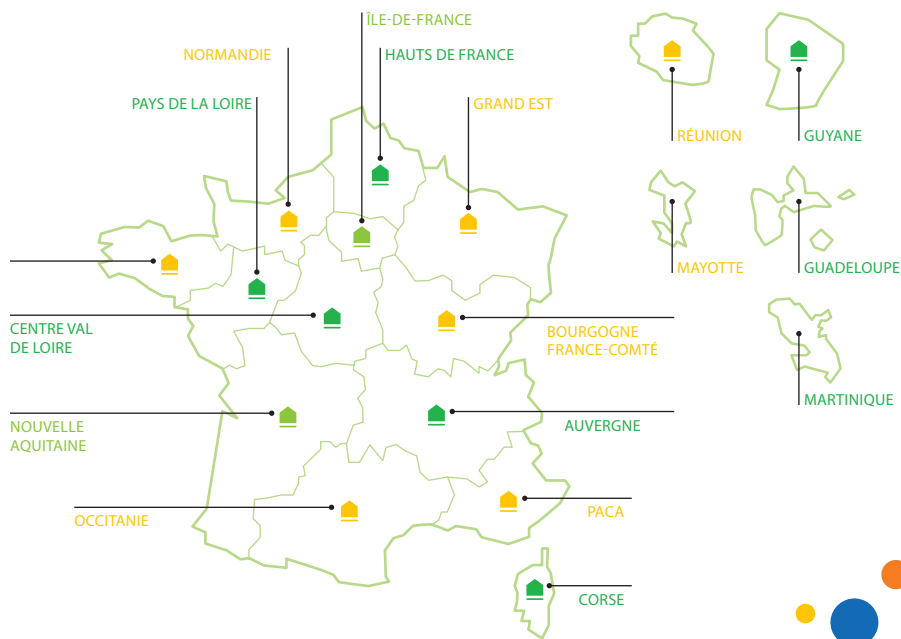 ÎLE-DE-FRANCE
NORMANDIE
HAUTS DE FRANCE
PAYS DE LA LOIRE
GRAND EST
RÉUNION
GUYANE
MAYOTTE
GUADELOUPE
CENTRE VAL
DE LOIRE
BOURGOGNE
FRANCE-COMTÉ
MARTINIQUE
NOUVELLE
AQUITAINE
AUVERGNE
OCCITANIE
PACA
CORSE